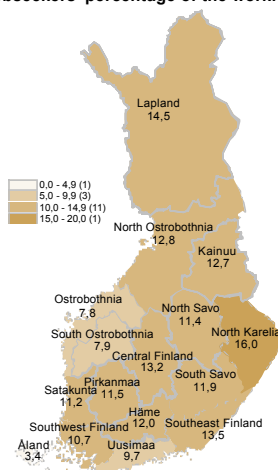 Lapland
14,5
0,0 - 4,9 (1)
5,0 - 9,9 (3)
10,0 - 14,9 (11)
15,0 - 20,0 (1)
North Ostrobothnia
12,8
Kainuu
12,7
Ostrobothnia
7,8
North Savo
11,4
South Ostrobothnia
7,9
North Karelia
16,0
Central Finland
13,2
South Savo
11,9
Pirkanmaa
11,5
Satakunta
11,2
Häme
12,0
Southwest Finland
10,7
Southeast Finland
13,5
Åland
3,4
Uusimaa
9,7